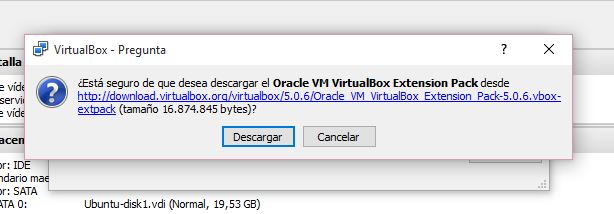 VirtualBox - Pregunta
talla
e víde
servic
e víde
¿Está seguro de que desea descargar el Oracle VM VirtualBox Extension Pack desde
http://download.virtualbox.org/virtualbox/5.0.6/Oracle_VM_VirtualBox_Extension_Pack-5.0.6.vbox-
extpack (tamaño 16.874.845 bytes)?
Descargar
Cancelar
acen
or: IDE
ndario mae
or: SATA
ATA 0: Ubuntu-disk1.vdi (Normal, 19,53 GB)